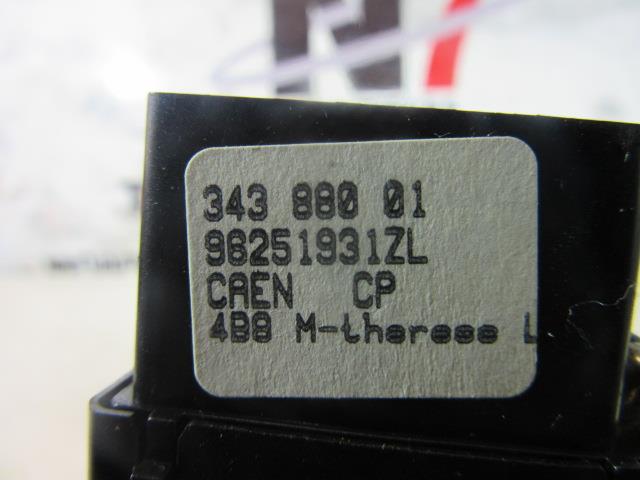 343 880 01
96251931ZL
CAEN CP
4B8 M-therese L